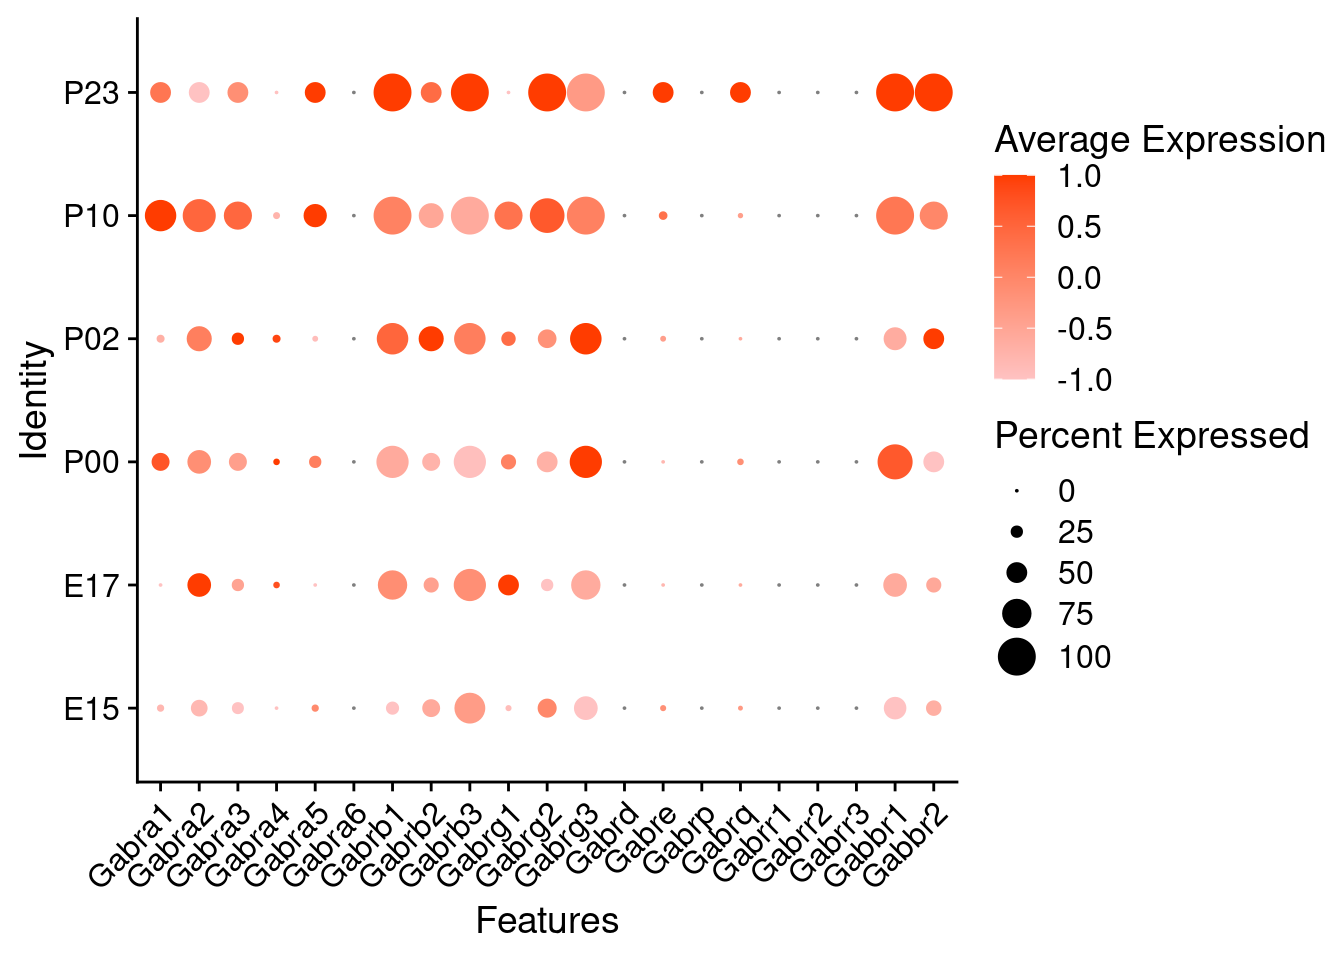 P23
P10
P02
P00
E17
E15
Identity
Gabra1
Gabra2
Gabra3
Gabra4
Gabra5
Gabra6
Gabrb1
Gabrb2
Gabrb3
Gabrg1
Gabrg2
Gabrg3
Gabrd
Gabre
Gabrp
Gabrq
Gabrr1
Gabrr2
Gabrr3
Gabbr1
Gabbr2
Features
Average Expression
1.0
0.5
0.0
-0.5
-1.0
Percent Expressed
0
25
50
75
100